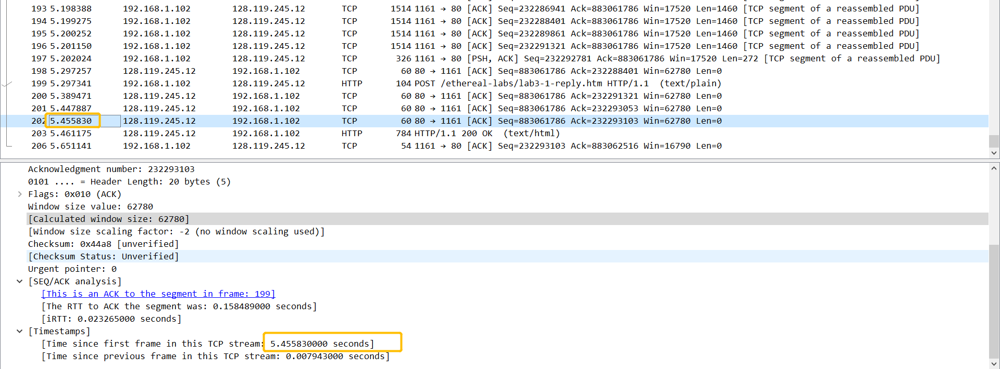 193 5.198388 192.168.1.102 128.119.245.12 TCP 1514 1161 → 80 [ACK] Seq=232286941 Ack=883061786 Win=17520 Len=1460 [TCP segment of a reassembled PDU]
194 5.199275 192.168.1.102 128.119.245.12 TCP 1514 1161 → 80 [ACK] Seq=232288401 Ack=883061786 Win=17520 Len=1460 [TCP segment of a reassembled PDU]
195 5.200252 192.168.1.102 128.119.245.12 TCP 1514 1161 → 80 [ACK] Seq=232289861 Ack=883061786 Win=17520 Len=1460 [TCP segment of a reassembled PDU]
196 5.201150 192.168.1.102 128.119.245.12 TCP 1514 1161 → 80 [ACK] Seq=232291321 Ack=883061786 Win=17520 Len=1460 [TCP segment of a reassembled PDU]
197 5.202024 192.168.1.102 128.119.245.12 TCP 326 1161 → 80 [PSH, ACK] Seq=232292781 Ack=883061786 Win=17520 Len=272 [TCP segment of a reassembled PDU]
198 5.297257 128.119.245.12 192.168.1.102 TCP 60 80 → 1161 [ACK] Seq=883061786 Ack=232288401 Win=62780 Len=0
199 5.297341 192.168.1.102 128.119.245.12 HTTP 104 POST /ethereal-labs/lab3-1-reply.htm HTTP/1.1 (text/plain)
200 5.389471 128.119.245.12 192.168.1.102 TCP 60 80 → 1161 [ACK] Seq=883061786 Ack=232291321 Win=62780 Len=0
201 5.447887 128.119.245.12 192.168.1.102 TCP 60 80 → 1161 [ACK] Seq=883061786 Ack=232293053 Win=62780 Len=0
202 5.455830 128.119.245.12 192.168.1.102 TCP 60 80 → 1161 [ACK] Seq=883061786 Ack=232293103 Win=62780 Len=0
203 5.461175 128.119.245.12 192.168.1.102 HTTP 784 HTTP/1.1 200 OK (text/html)
206 5.651141 192.168.1.102 128.119.245.12 TCP 54 1161 → 80 [ACK] Seq=232293103 Ack=883062516 Win=16790 Len=0
Acknowledgment number: 232293103
0101 .... = Header Length: 20 bytes (5)
Flags: 0x010 (ACK)
Window size value: 62780
[Calculated window size: 62780]
[Window size scaling factor: -2 (no window scaling used)]
Checksum: 0x44a8 [unverified]
[Checksum Status: Unverified]
Urgent pointer: 0
[SEQ/ACK analysis]
[This is an ACK to the segment in frame: 199]
[The RTT to ACK the segment was: 0.158489000 seconds]
[iRTT: 0.023265000 seconds]
[Timestamps]
[Time since first frame in this TCP stream: 5.455830000 seconds]
[Time since previous frame in this TCP stream: 0.007943000 seconds]